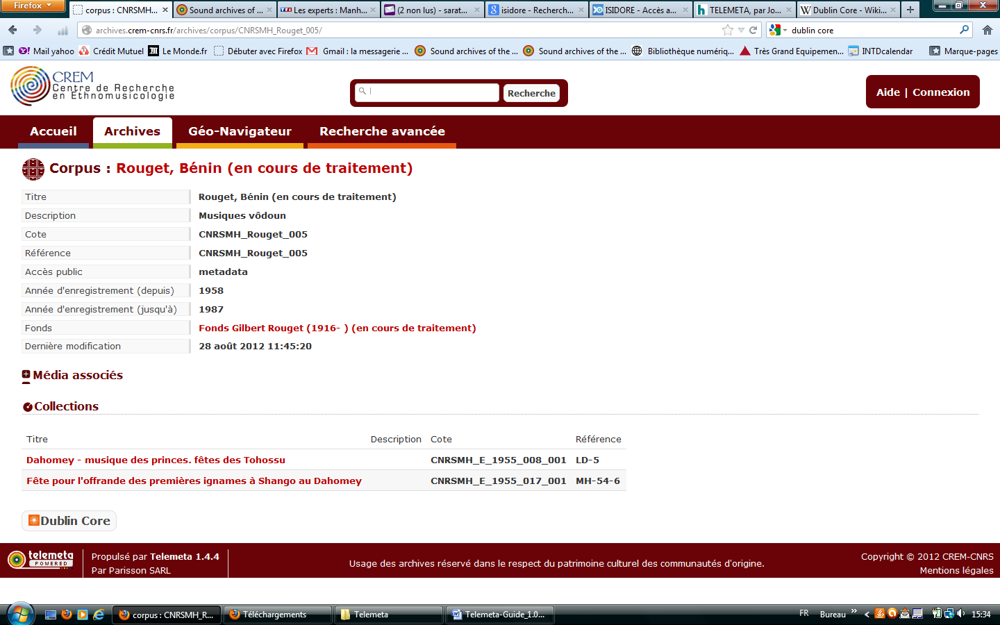 Firefox
corpus : CNRSMH... × Sound archives of ... × Les experts : Manh... × (2 non lus) - sarat... × isidore - Recherch... × ISIDORE - Accès a... × TELEMETA, par Jo... × Dublin Core - Wiki... × +
archives.crem-cnrs.fr/archives/corpus/CNRSMH_Rouget_005/ dublin core
Mail yahoo Crédit Mutuel Le Monde.fr Débuter avec Firefox Gmail : la messagerie ... Sound archives of the ... Sound archives of the ... Bibliothèque numériq... Très Grand Equipemen... INTDcalendar Marque-pages
CREM
Centre de Recherche
en Ethnomusicologie
Recherche
Aide | Connexion
Accueil Archives Géo-Navigateur Recherche avancée
Corpus : Rouget, Bénin (en cours de traitement)
Titre Rouget, Bénin (en cours de traitement)
Description Musiques vôdoun
Cote CNRSMH_Rouget_005
Référence CNRSMH_Rouget_005
Accès public metadata
Année d'enregistrement (depuis) 1958
Année d'enregistrement (jusqu'à) 1987
Fonds Fonds Gilbert Rouget (1916- ) (en cours de traitement)
Dernière modification 28 août 2012 11:45:20
Média associés
Collections
Titre Description Cote Référence
Dahomey - musique des princes. fêtes des Tohossu CNRSMH_E_1955_008_001 LD-5
Fête pour l'offrande des premières ignames à Shango au Dahomey CNRSMH_E_1955_017_001 MH-54-6
Dublin Core
telemeta
POWERED
Propulsé par Telemeta 1.4.4
Par Parisson SARL
Usage des archives réservé dans le respect du patrimoine culturel des communautés d'origine.
Copyright © 2012 CREM-CNRS
Mentions légales
corpus : CNRSMH_R... Téléchargements Telemeta Telemeta-Guide_1.0... FR Bureau » < 15:34